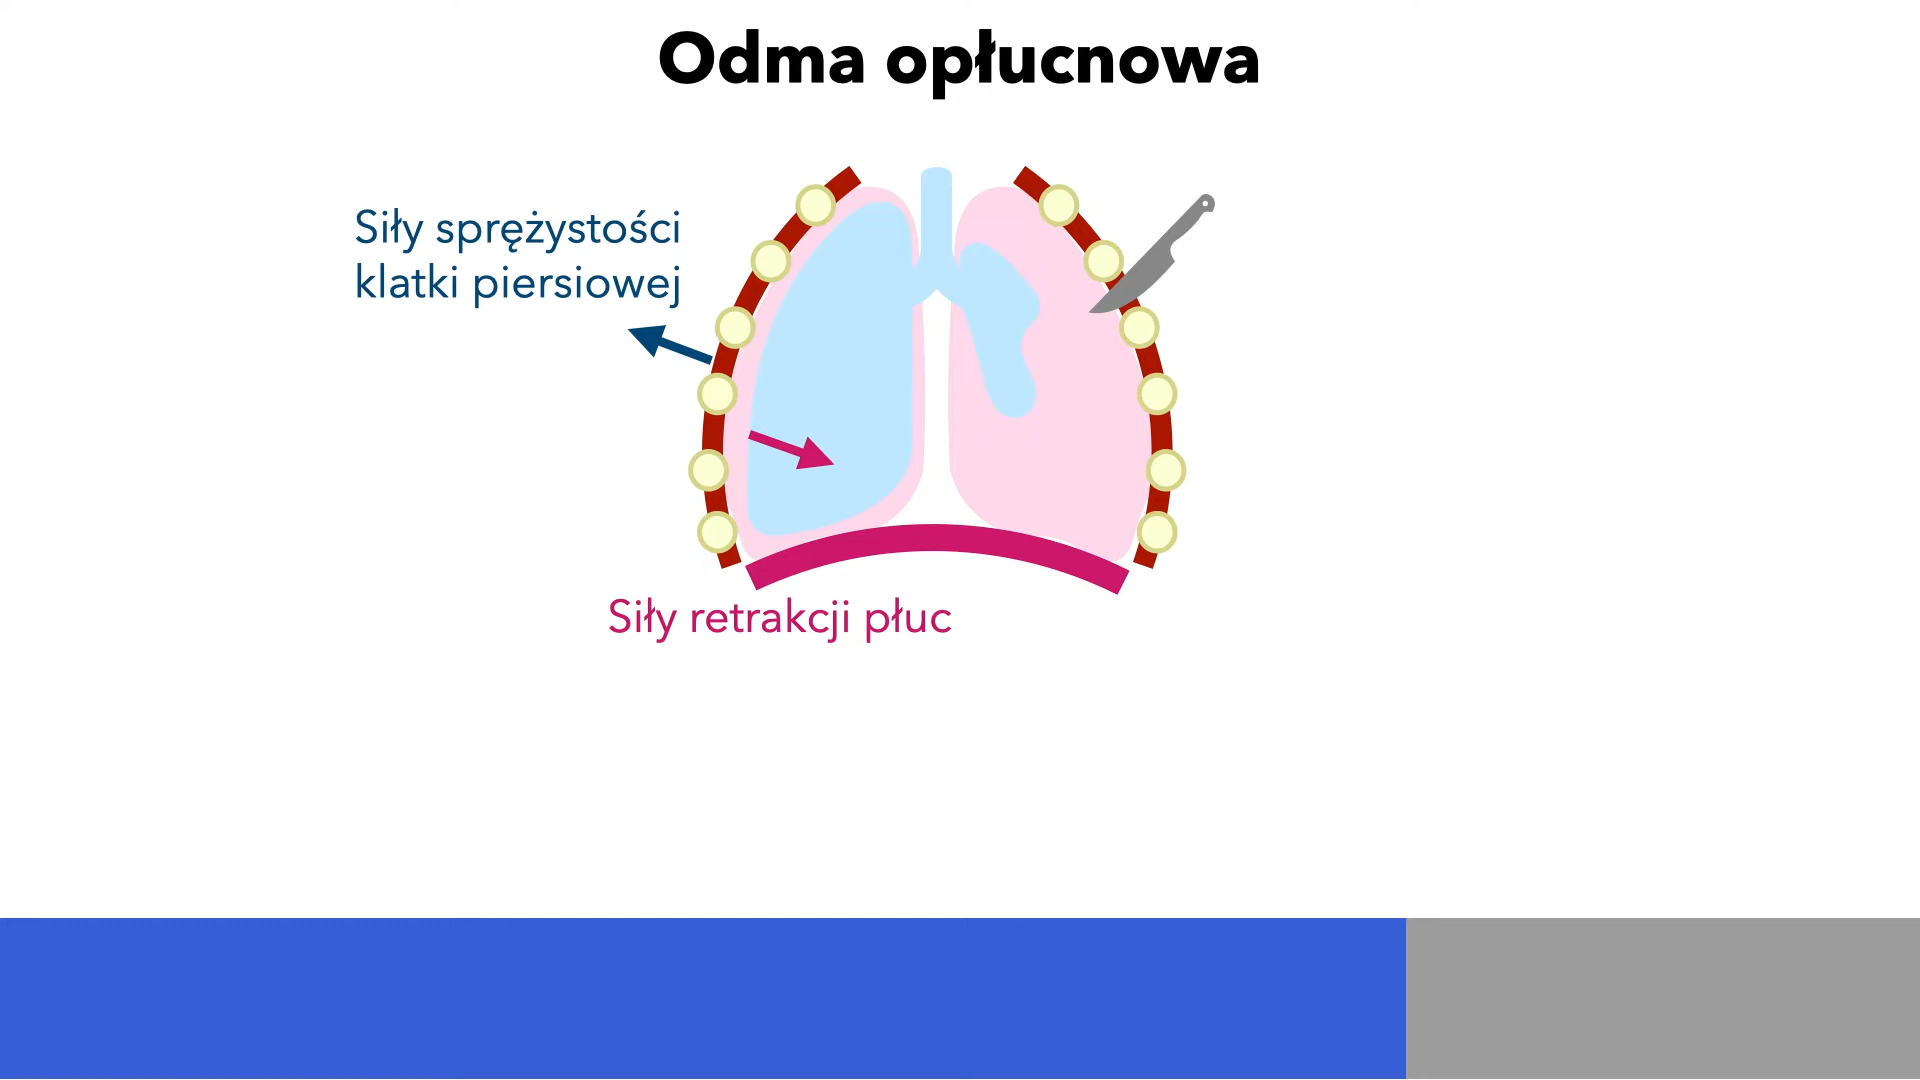 Odma opłucnowa
Siły sprężystości
klatki piersiowej
Siły retrakcji płuc